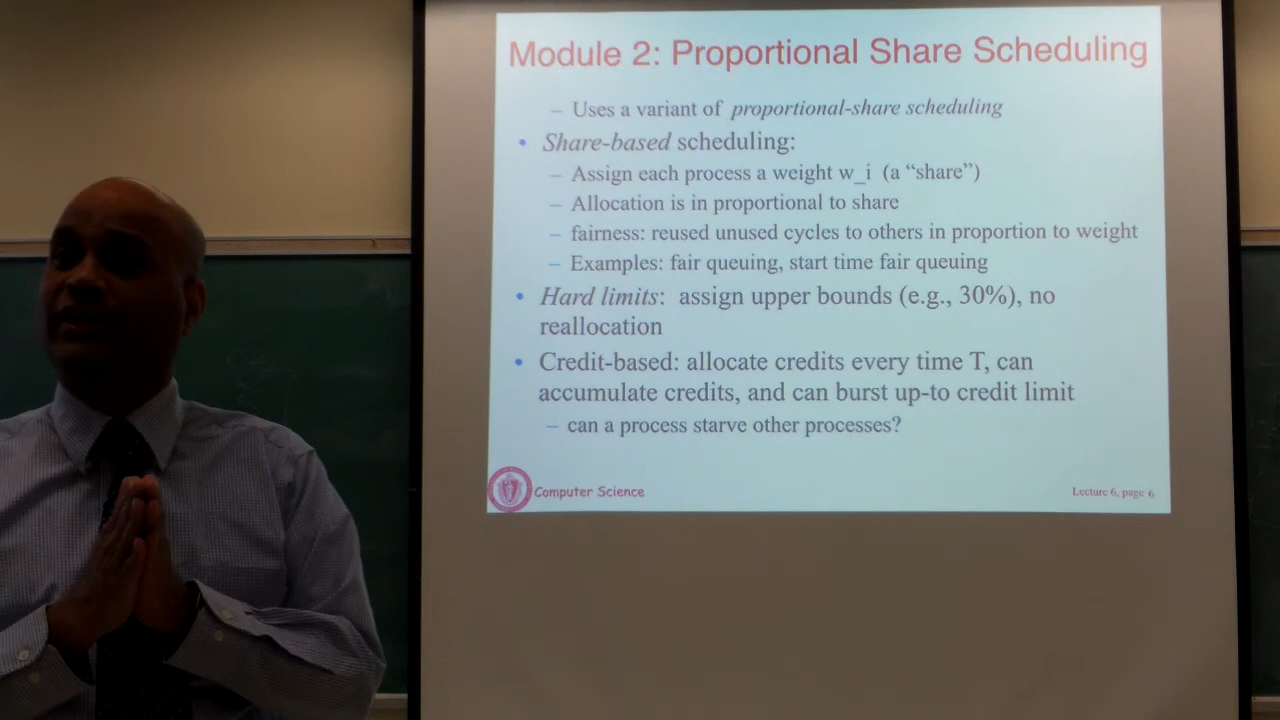 Module 2: Proportional Share Scheduling
– Uses a variant of proportional-share scheduling
• Share-based scheduling:
– Assign each process a weight w_i (a “share”)
– Allocation is in proportional to share
– fairness: reused unused cycles to others in proportion to weight
– Examples: fair queuing, start time fair queuing
• Hard limits: assign upper bounds (e.g., 30%), no
reallocation
• Credit-based: allocate credits every time T, can
accumulate credits, and can burst up-to credit limit
– can a process starve other processes?
Computer Science
Lecture 6, page 6